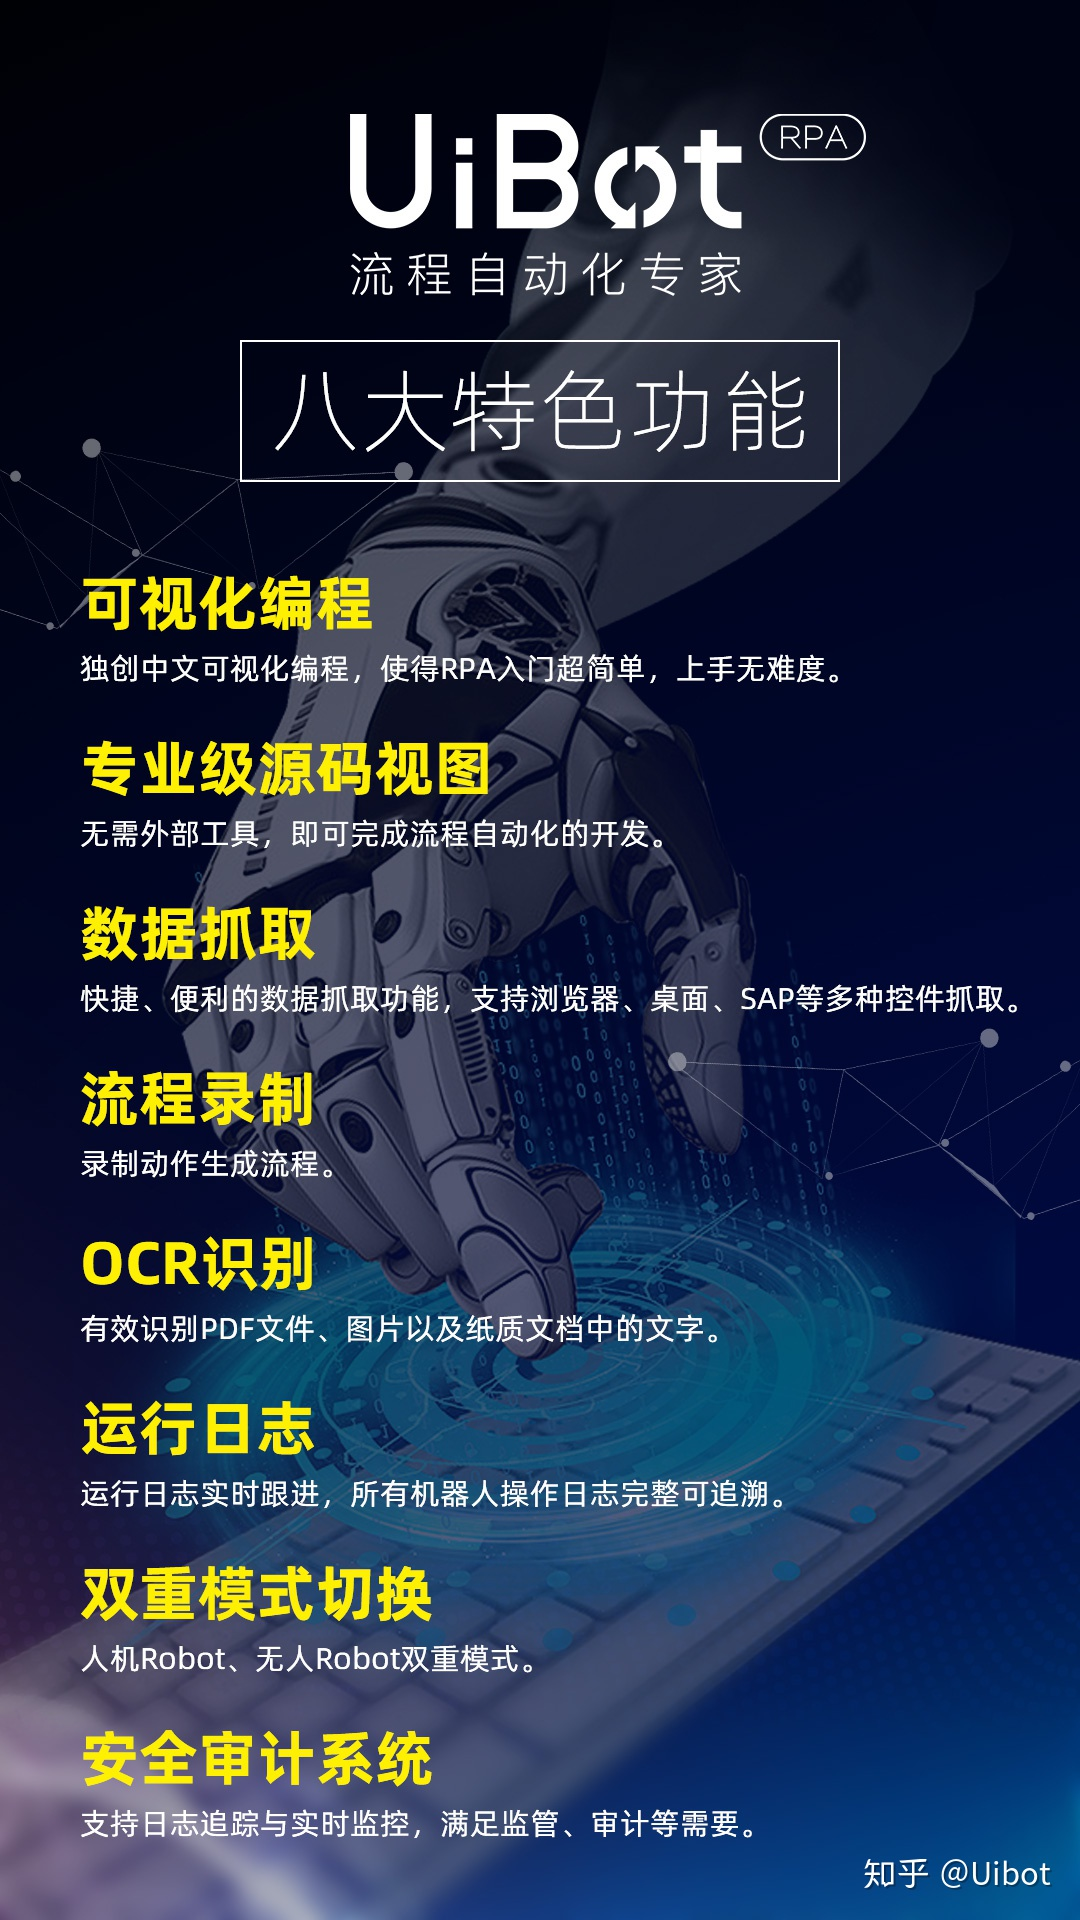 UiBot RPA
流程自动化专家
八大特色功能
可视化编程
独创中文可视化编程，使得RPA入门超简单，上手无难度。
专业级源码视图
无需外部工具，即可完成流程自动化的开发。
数据抓取
快捷、便利的数据抓取功能，支持浏览器、桌面、SAP等多种控件抓取。
流程录制
录制动作生成流程。
OCR识别
有效识别PDF文件、图片以及纸质文档中的文字。
运行日志
运行日志实时跟进，所有机器人操作日志完整可追溯。
双重模式切换
人机Robot、无人Robot双重模式。
安全审计系统
支持日志追踪与实时监控，满足监管、审计等需要。
知乎 @Uibot